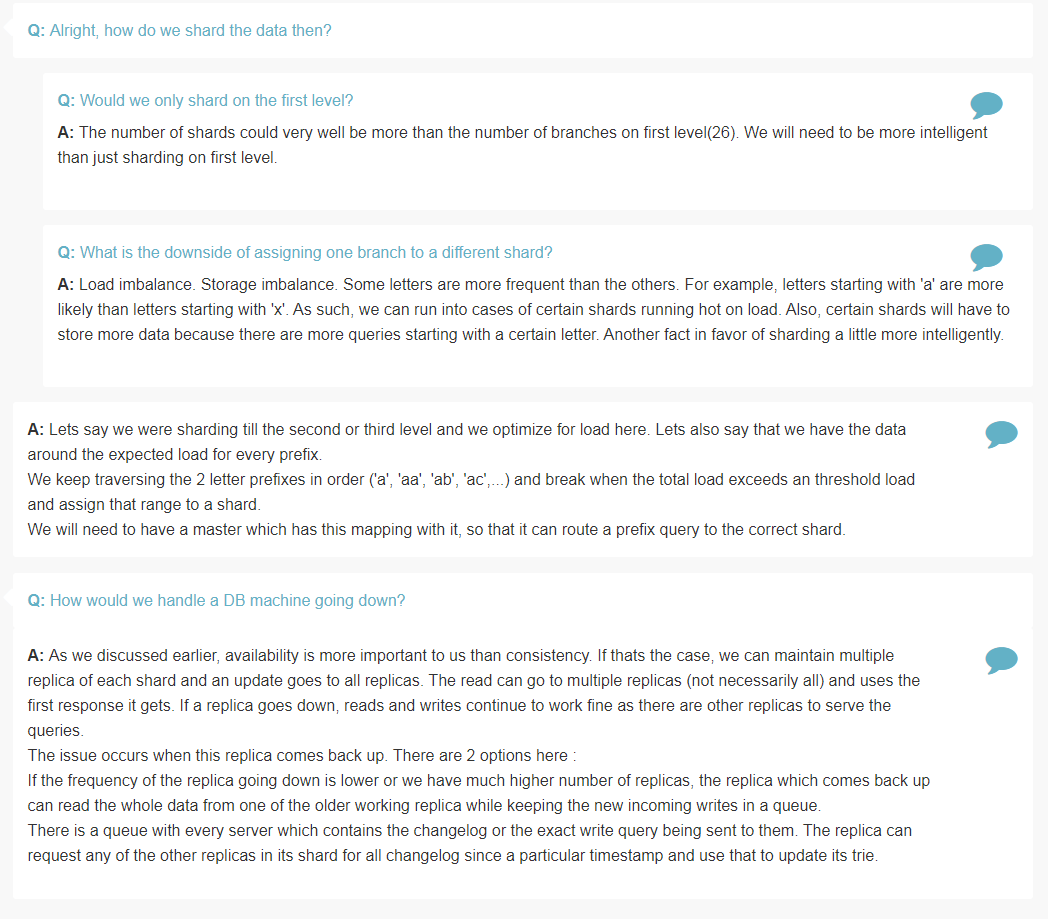 Q: Alright, how do we shard the data then?
Q: Would we only shard on the first level?
A: The number of shards could very well be more than the number of branches on first level(26). We will need to be more intelligent
than just sharding on first level.
Q: What is the downside of assigning one branch to a different shard?
A: Load imbalance. Storage imbalance. Some letters are more frequent than the others. For example, letters starting with 'a' are more
likely than letters starting with 'x'. As such, we can run into cases of certain shards running hot on load. Also, certain shards will have to
store more data because there are more queries starting with a certain letter. Another fact in favor of sharding a little more intelligently.
A: Lets say we were sharding till the second or third level and we optimize for load here. Lets also say that we have the data
around the expected load for every prefix.
We keep traversing the 2 letter prefixes in order ('a', 'aa', 'ab', 'ac',...) and break when the total load exceeds an threshold load
and assign that range to a shard.
We will need to have a master which has this mapping with it, so that it can route a prefix query to the correct shard.
Q: How would we handle a DB machine going down?
A: As we discussed earlier, availability is more important to us than consistency. If thats the case, we can maintain multiple
replica of each shard and an update goes to all replicas. The read can go to multiple replicas (not necessarily all) and uses the
first response it gets. If a replica goes down, reads and writes continue to work fine as there are other replicas to serve the
queries.
The issue occurs when this replica comes back up. There are 2 options here :
If the frequency of the replica going down is lower or we have much higher number of replicas, the replica which comes back up
can read the whole data from one of the older working replica while keeping the new incoming writes in a queue.
There is a queue with every server which contains the changelog or the exact write query being sent to them. The replica can
request any of the other replicas in its shard for all changelog since a particular timestamp and use that to update its trie.